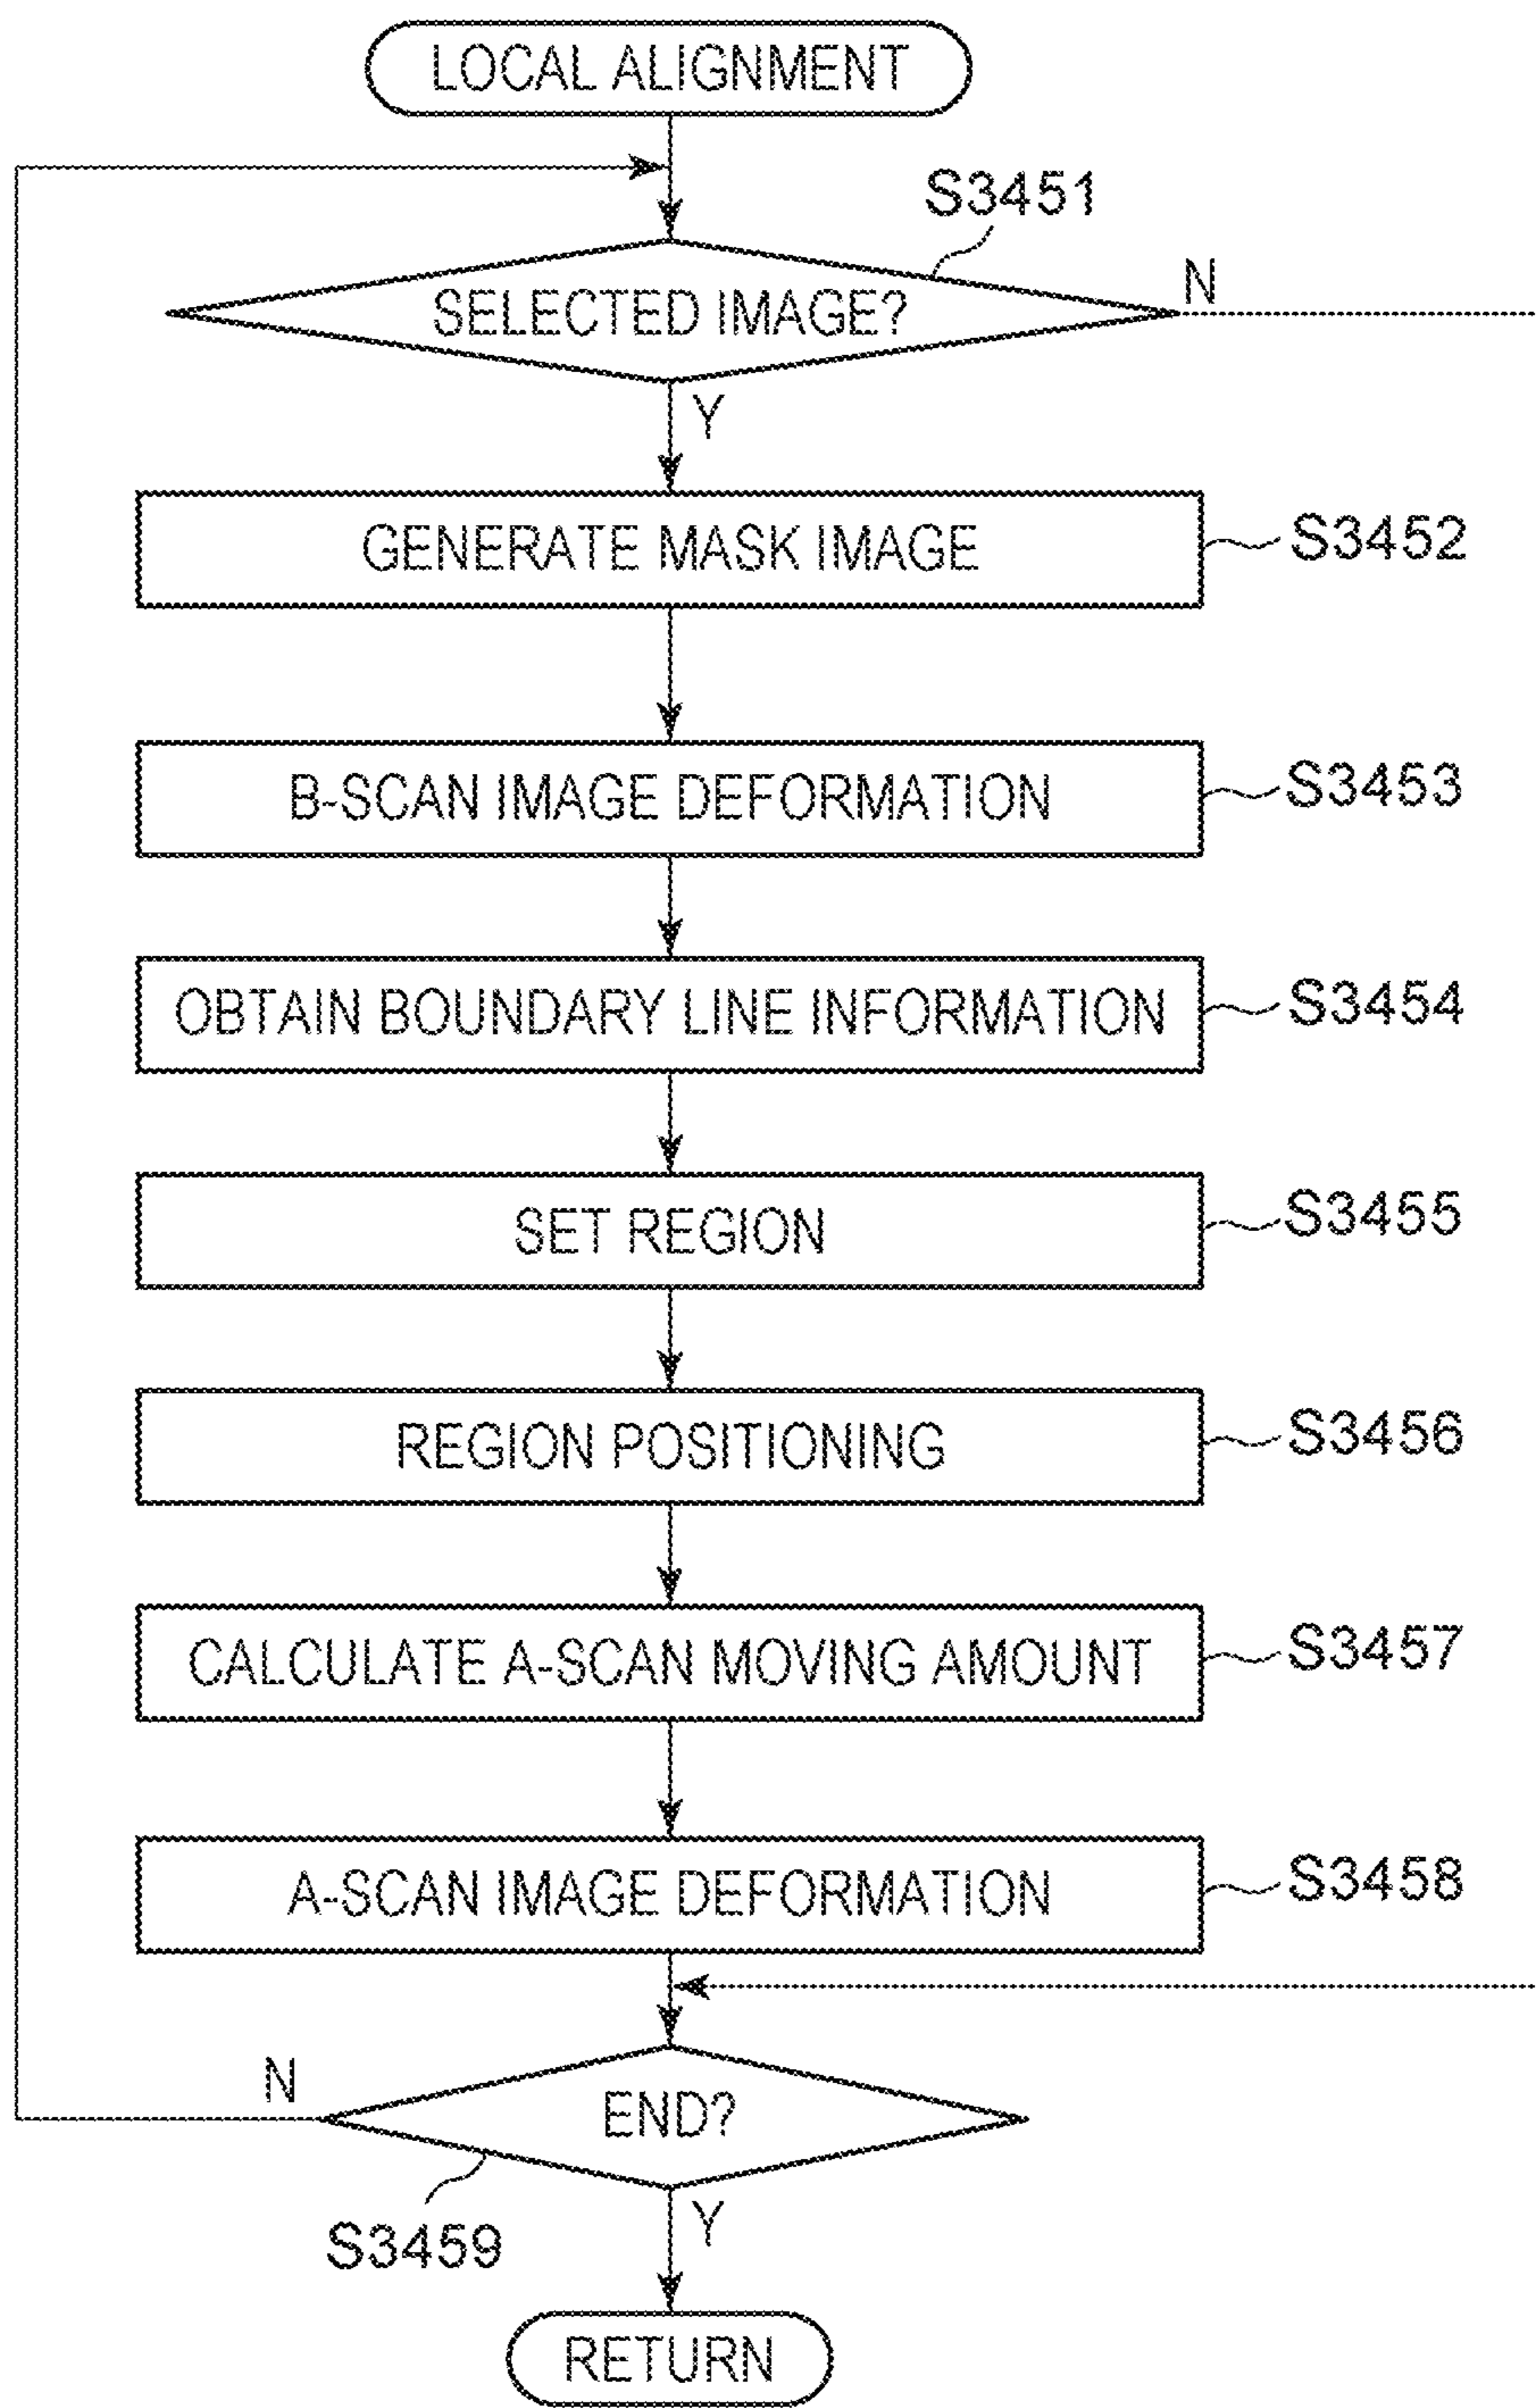 LOCAL ALIGNMENT
S3451
SELECTED IMAGE?
N
Y
GENERATE MASK IMAGE
S3452
B-SCAN IMAGE DEFORMATION
S3453
OBTAIN BOUNDARY LINE INFORMATION
S3454
SET REGION
S3455
REGION POSITIONING
S3456
CALCULATE A-SCAN MOVING AMOUNT
S3457
A-SCAN IMAGE DEFORMATION
S3458
N
END?
S3459
Y
RETURN